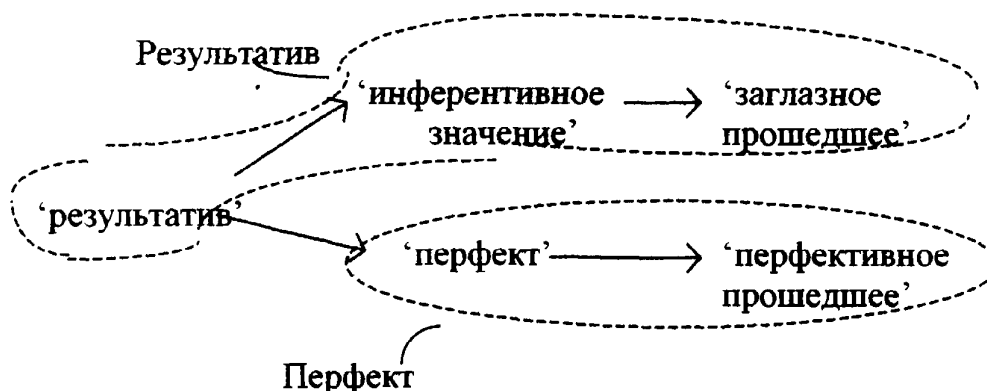 Результатив
‘инферентивное
значение’
‘заглазное
прошедшее’
‘результатив’
‘перфект’
‘перфективное
прошедшее’
Перфект